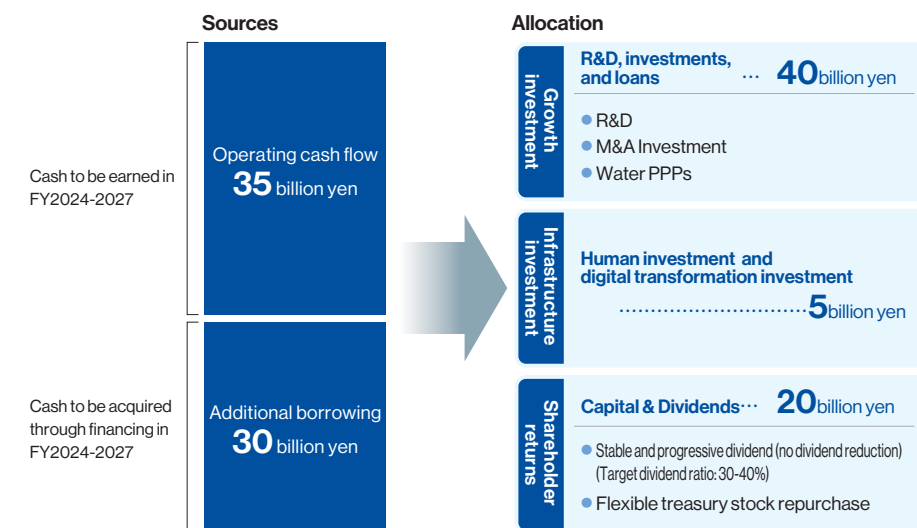 Sources
Allocation
Cash to be earned in
FY2024-2027
Operating cash flow
35 billion yen
Cash to be acquired
through financing in
FY2024-2027
Additional borrowing
30 billion yen
Growth
investment
R&D, investments,
and loans … 40 billion yen
R&D
M&A Investment
Water PPPs
Infrastructure
investment
Human investment and
digital transformation investment
…………………………5 billion yen
Shareholder
returns
Capital & Dividends… 20 billion yen
Stable and progressive dividend (no dividend reduction)
(Target dividend ratio: 30-40%)
Flexible treasury stock repurchase